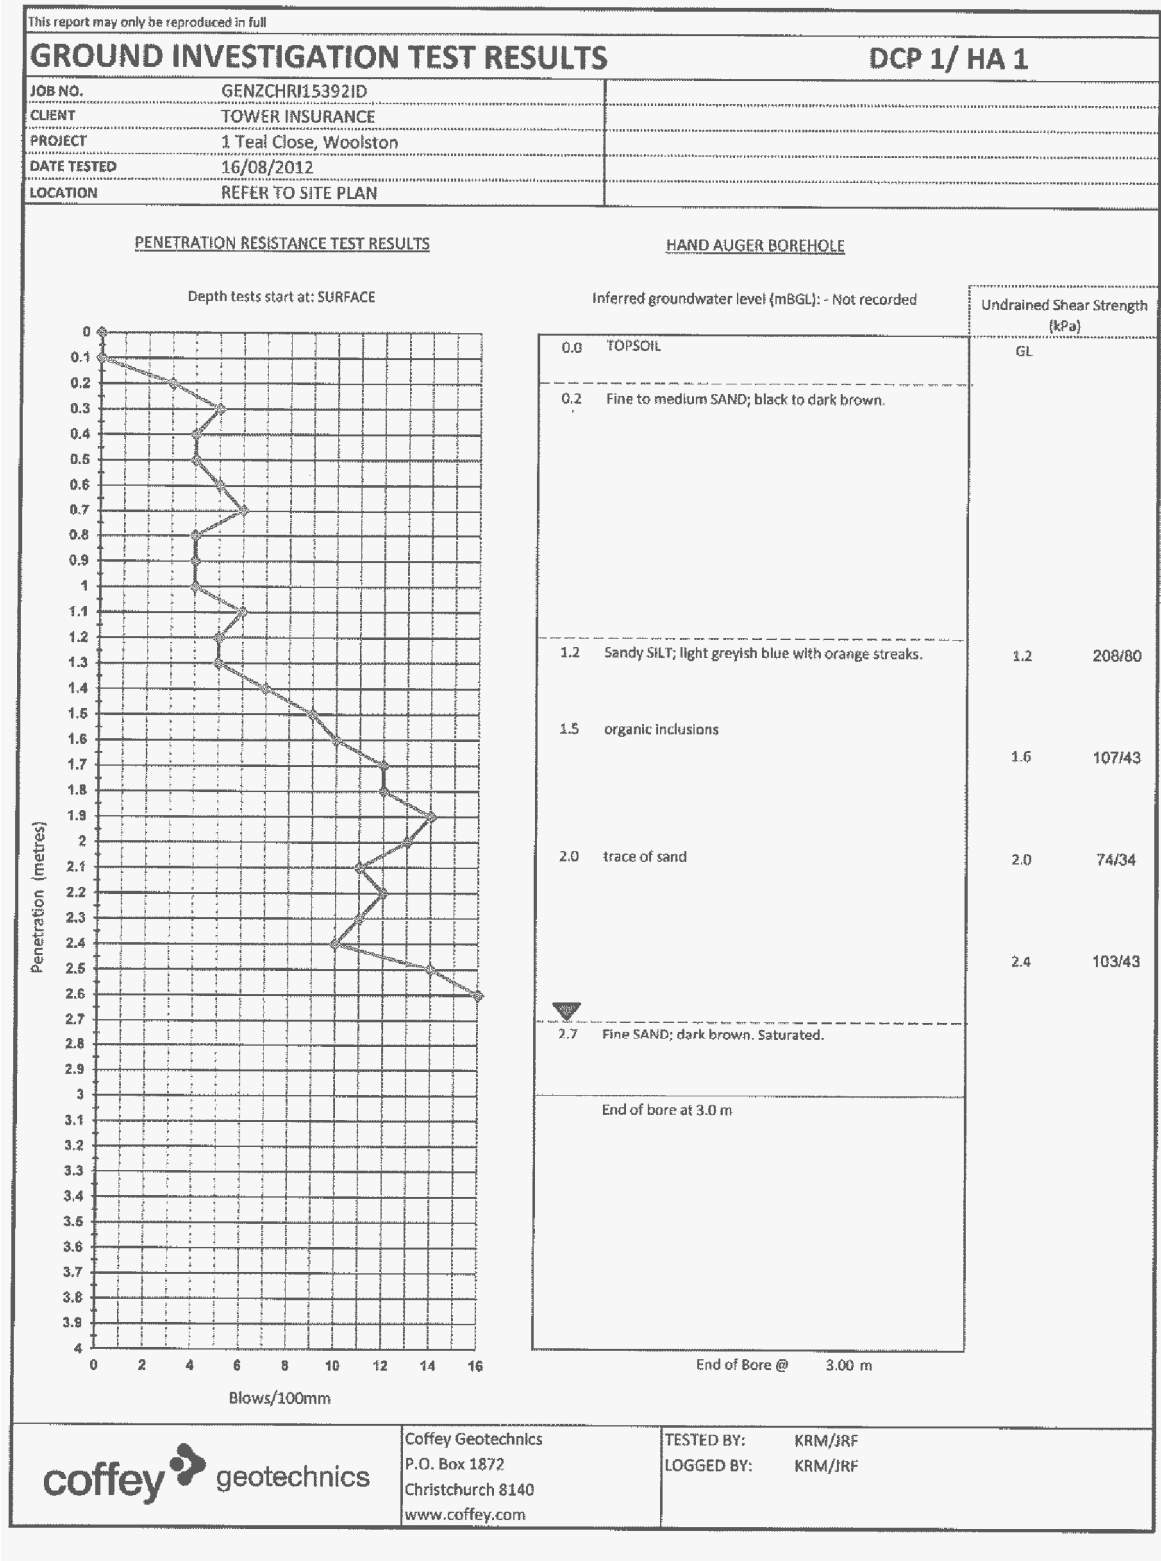 This report may only be reproduced in full
GROUND INVESTIGATION TEST RESULTS DCP 1/ HA 1
JOB NO. GENZCHRI15392ID
CLIENT TOWER INSURANCE
PROJECT 1 Teal Close, Woolston
DATE TESTED 16/08/2012
LOCATION REFER TO SITE PLAN
PENETRATION RESISTANCE TEST RESULTS
Depth tests start at: SURFACE
0
0.1
0.2
0.3
0.4
0.5
0.6
0.7
0.8
0.9
1
1.1
1.2
1.3
1.4
1.5
1.6
1.7
1.8
1.9
2
2.1
2.2
2.3
2.4
2.5
2.6
2.7
2.8
2.9
3
3.1
3.2
3.3
3.4
3.5
3.6
3.7
3.8
3.9
4
Penetration (metres)
0 2 4 6 8 10 12 14 16
Blows/100mm
HAND AUGER BOREHOLE
Inferred groundwater level (mBGL): - Not recorded
0.0 TOPSOIL
0.2 Fine to medium SAND; black to dark brown.
1.2 Sandy SILT; light greyish blue with orange streaks.
1.5 organic inclusions
2.0 trace of sand
2.7 Fine SAND; dark brown. Saturated.
End of bore at 3.0 m
End of Bore @ 3.00 m
Undrained Shear Strength
(kPa)
GL
1.2 208/80
1.6 107/43
2.0 74/34
2.4 103/43
coffey geotechnics
Coffey Geotechnics
P.O. Box 1872
Christchurch 8140
www.coffey.com
TESTED BY: KRM/JRF
LOGGED BY: KRM/JRF